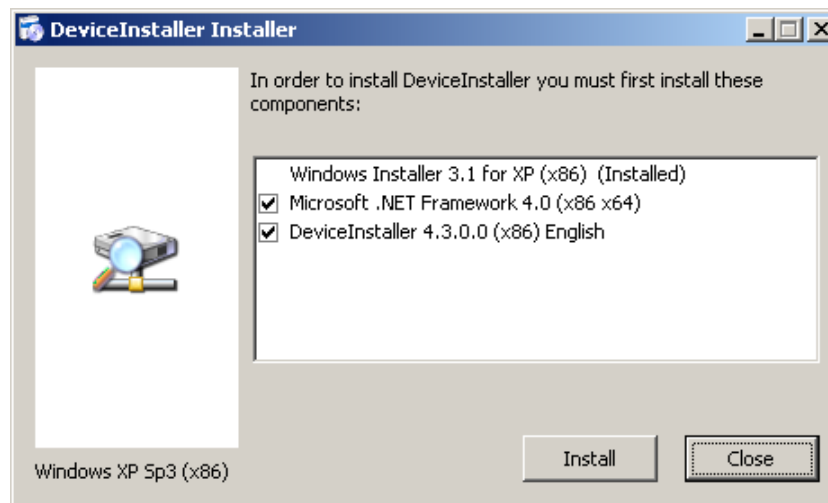 DeviceInstaller Installer
In order to install DeviceInstaller you must first install these
components:
Windows Installer 3.1 for XP (x86) (Installed)
Microsoft .NET Framework 4.0 (x86 x64)
DeviceInstaller 4.3.0.0 (x86) English
Windows XP Sp3 (x86)
Install
Close